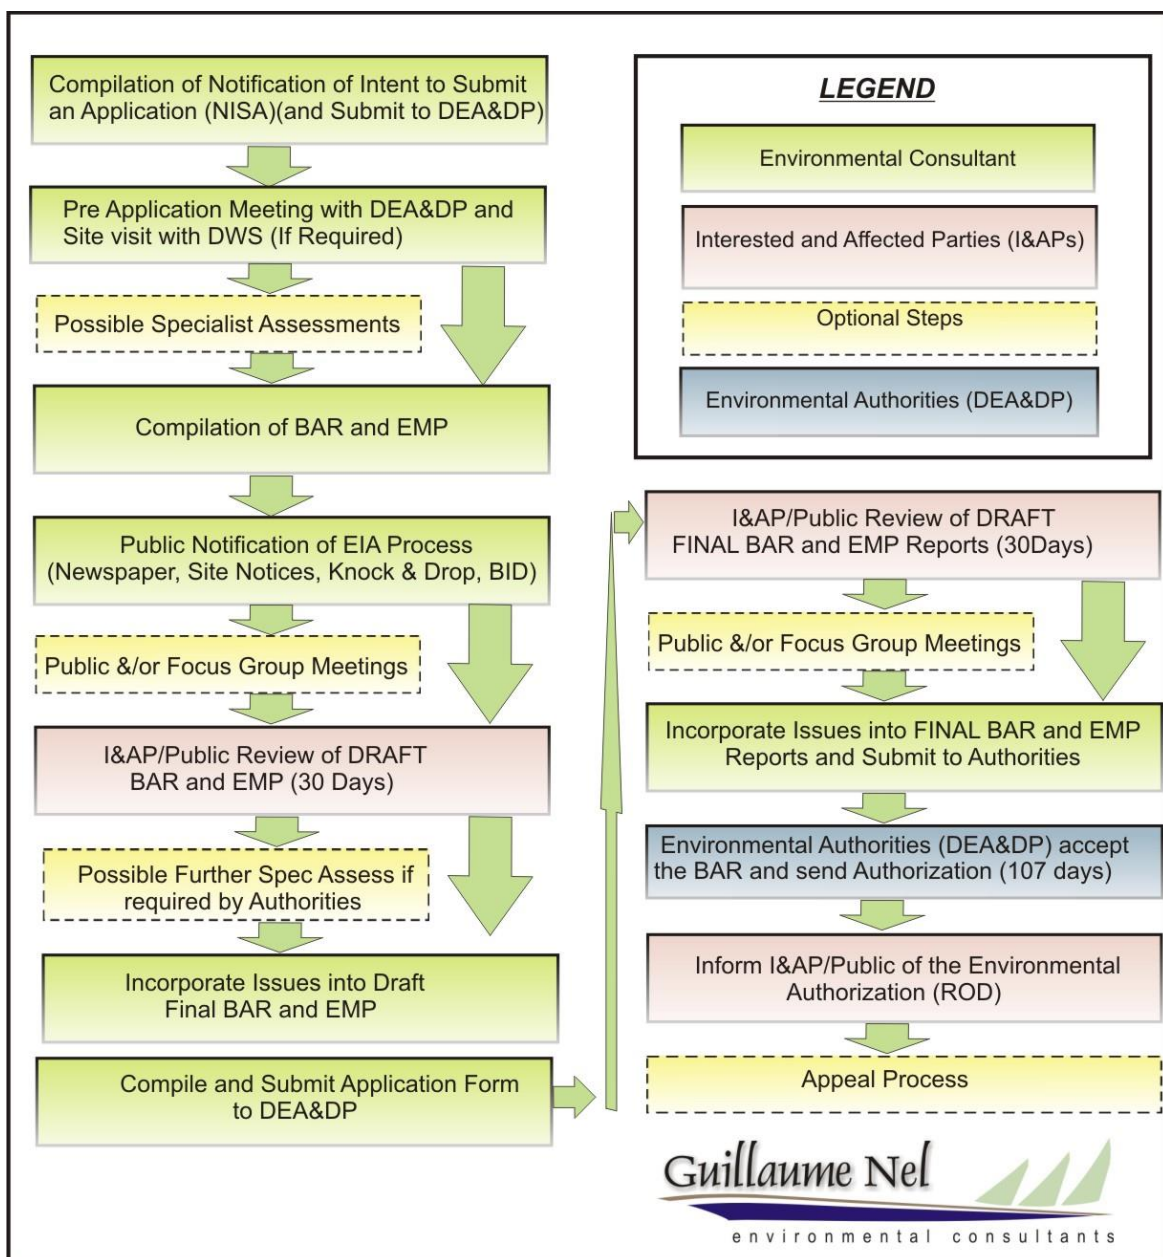 Compilation of Notification of Intent to Submit
an Application (NISA)(and Submit to DEA&DP)
Pre Application Meeting with DEA&DP and
Site visit with DWS (If Required)
Possible Specialist Assessments
Compilation of BAR and EMP
Public Notification of EIA Process
(Newspaper, Site Notices, Knock & Drop, BID)
Public &/or Focus Group Meetings
I&AP/Public Review of DRAFT
BAR and EMP (30 Days)
Possible Further Spec Assess if
required by Authorities
Incorporate Issues into Draft
Final BAR and EMP
Compile and Submit Application Form
to DEA&DP
LEGEND
Environmental Consultant
Interested and Affected Parties (I&APs)
Optional Steps
Environmental Authorities (DEA&DP)
I&AP/Public Review of DRAFT
FINAL BAR and EMP Reports (30Days)
Public &/or Focus Group Meetings
Incorporate Issues into FINAL BAR and EMP
Reports and Submit to Authorities
Environmental Authorities (DEA&DP) accept
the BAR and send Authorization (107 days)
Inform I&AP/Public of the Environmental
Authorization (ROD)
Appeal Process
Guillaume Nel
environmental consultants